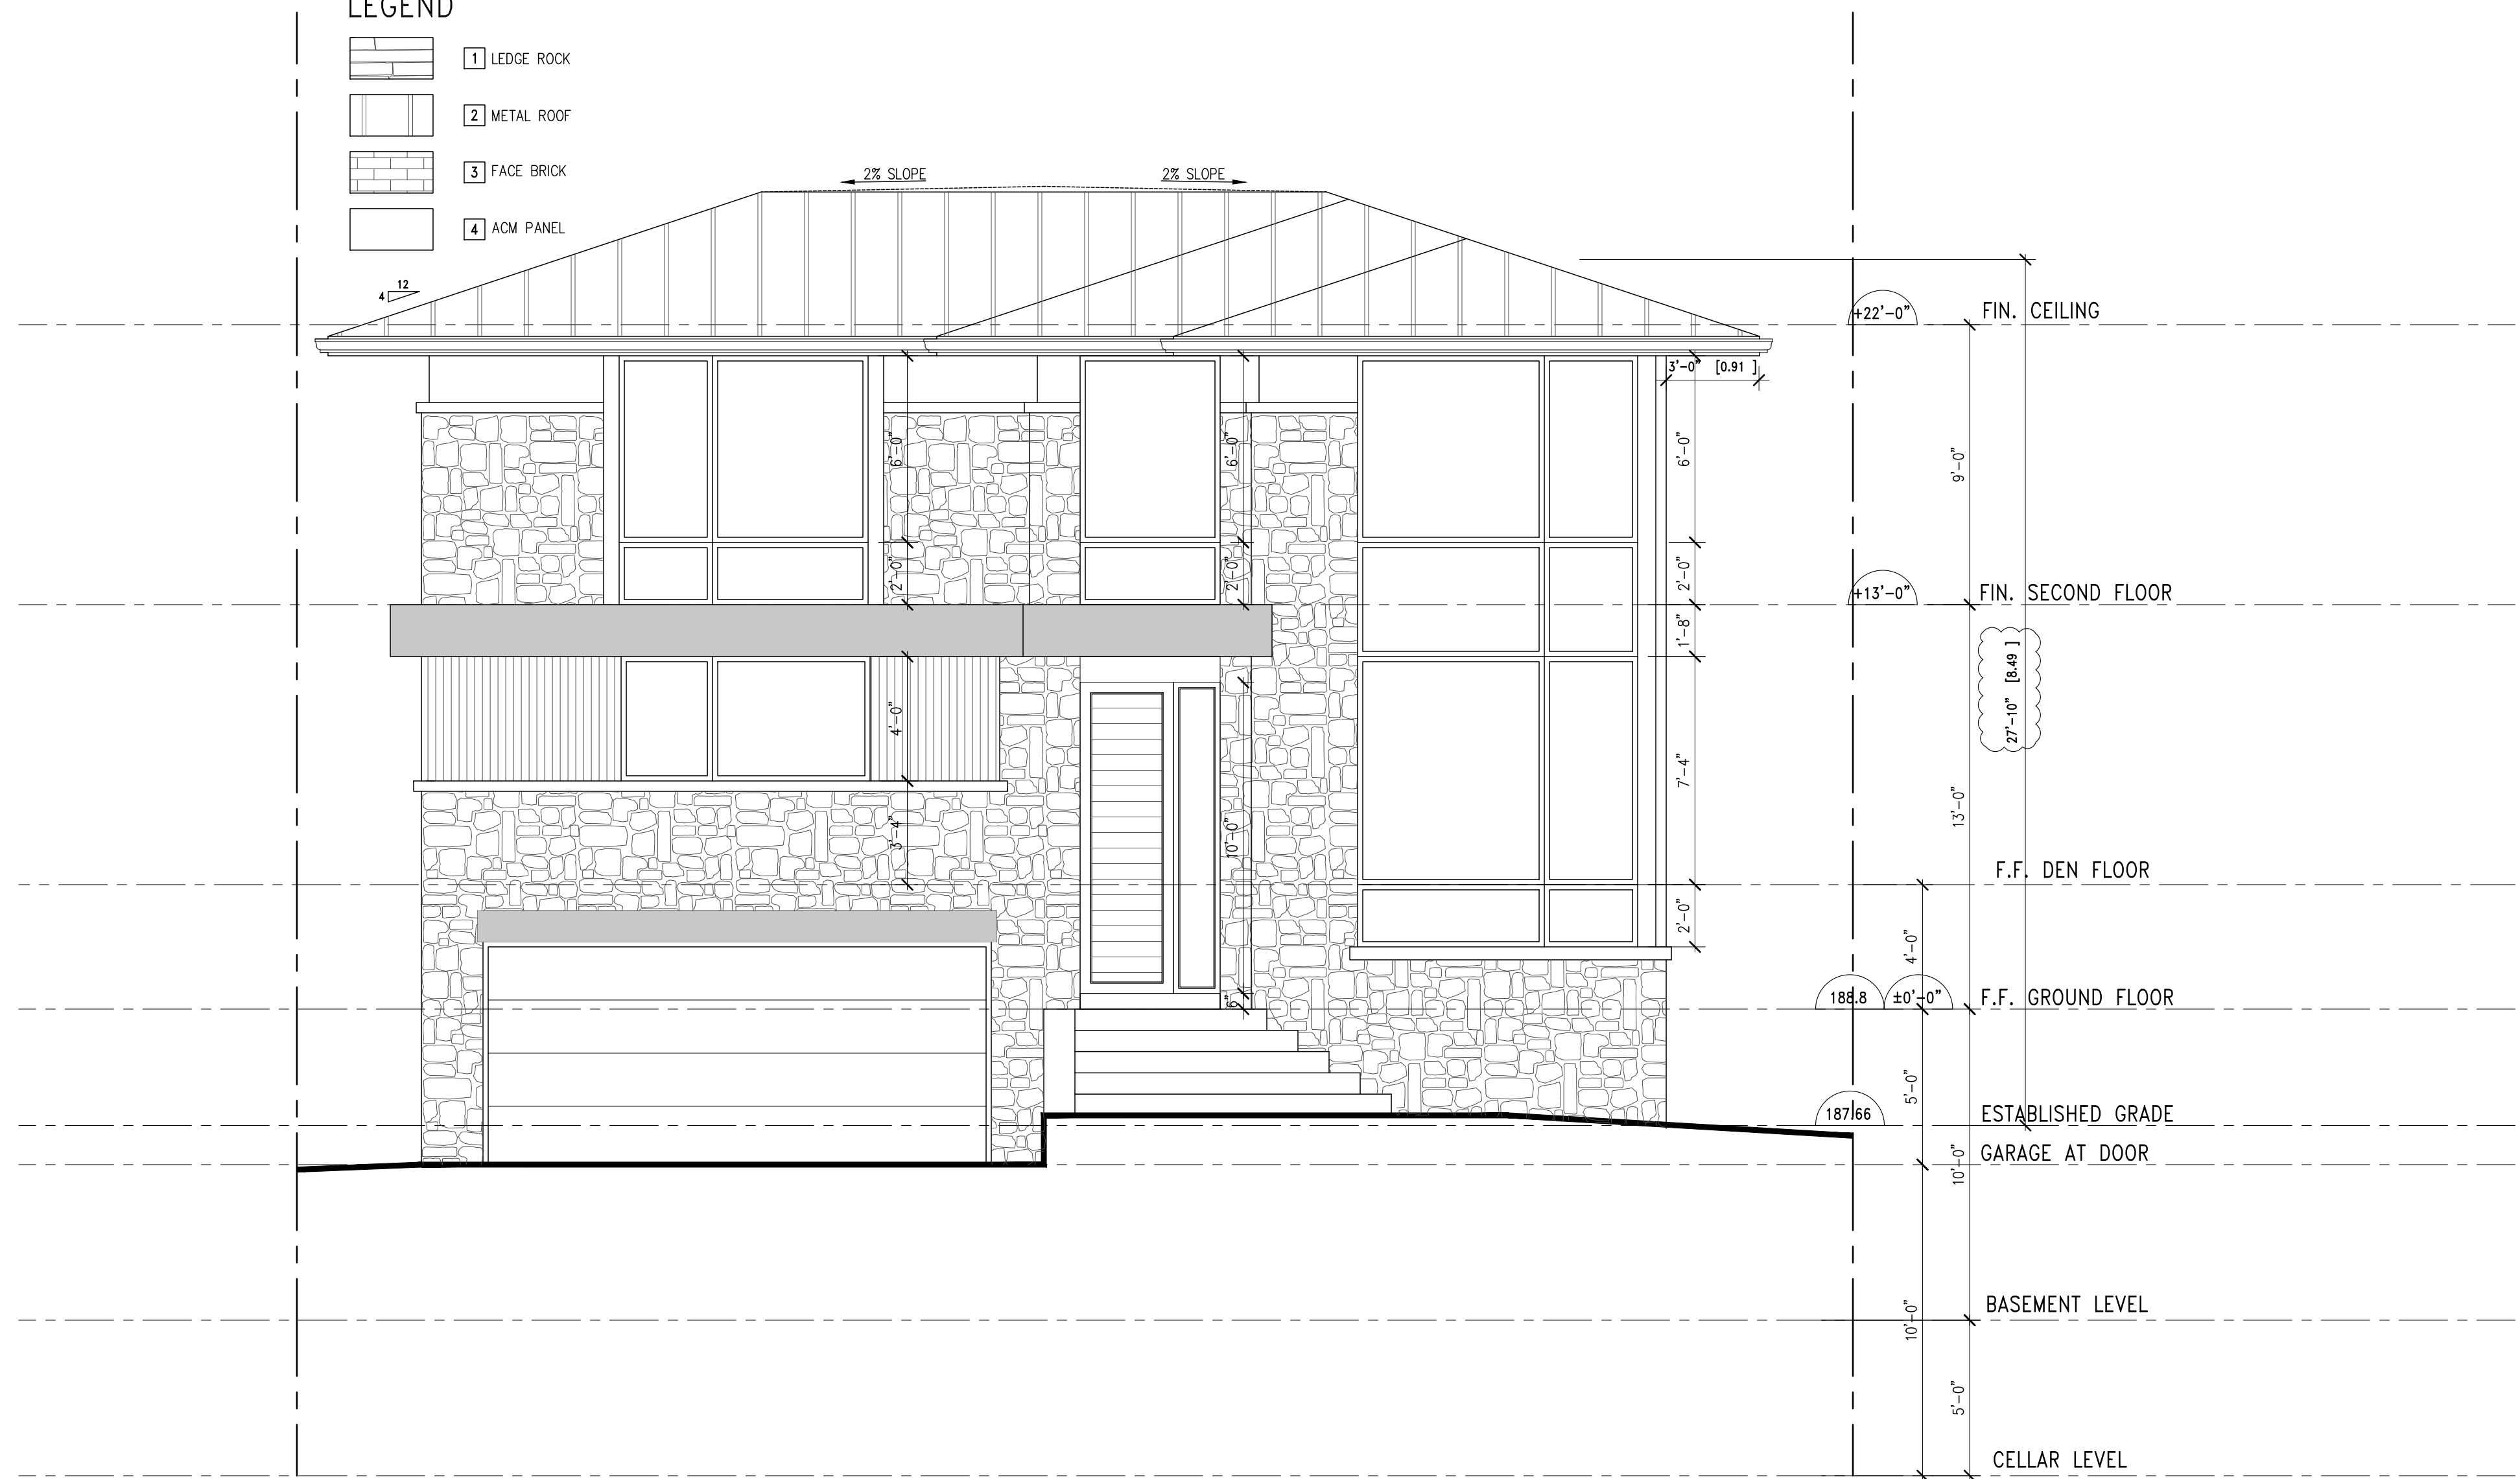 LEGEND
1 LEDGE ROCK
2 METAL ROOF
3 FACE BRICK
4 ACM PANEL
2% SLOPE
2% SLOPE
12
4
+22'-0"
FIN. CEILING
3'-0" [0.91 ]
6'-0"
6'-0"
6'-0"
9'-0"
2'-0"
2'-0"
2'-0"
+13'-0"
FIN. SECOND FLOOR
1'-8"
27'-10" [8.49 ]
4'-0"
7'-4"
13'-0"
3'-4"
10'-0"
F.F. DEN FLOOR
2'-0"
4'-0"
6"
188.8
±0'-0"
F.F. GROUND FLOOR
5'-0"
187.66
ESTABLISHED GRADE
GARAGE AT DOOR
10'-0"
BASEMENT LEVEL
10'-0"
5'-0"
CELLAR LEVEL